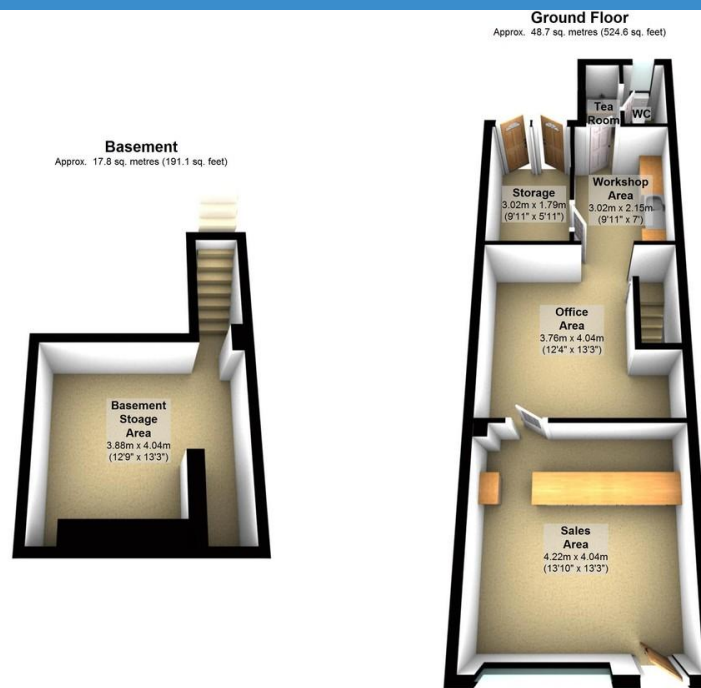 Basement
Approx. 17.8 sq. metres (191.1 sq. feet)
Basement
Stoage
Area
3.88m x 4.04m
(12'9" x 13'3")
Ground Floor
Approx. 48.7 sq. metres (524.6 sq. feet)
Tea
Room
WC
Storage
3.02m x 1.79m
(9'11" x 5'11")
Workshop
Area
3.02m x 2.15m
(9'11" x 7')
Office
Area
3.76m x 4.04m
(12'4" x 13'3")
Sales
Area
4.22m x 4.04m
(13'10" x 13'3")